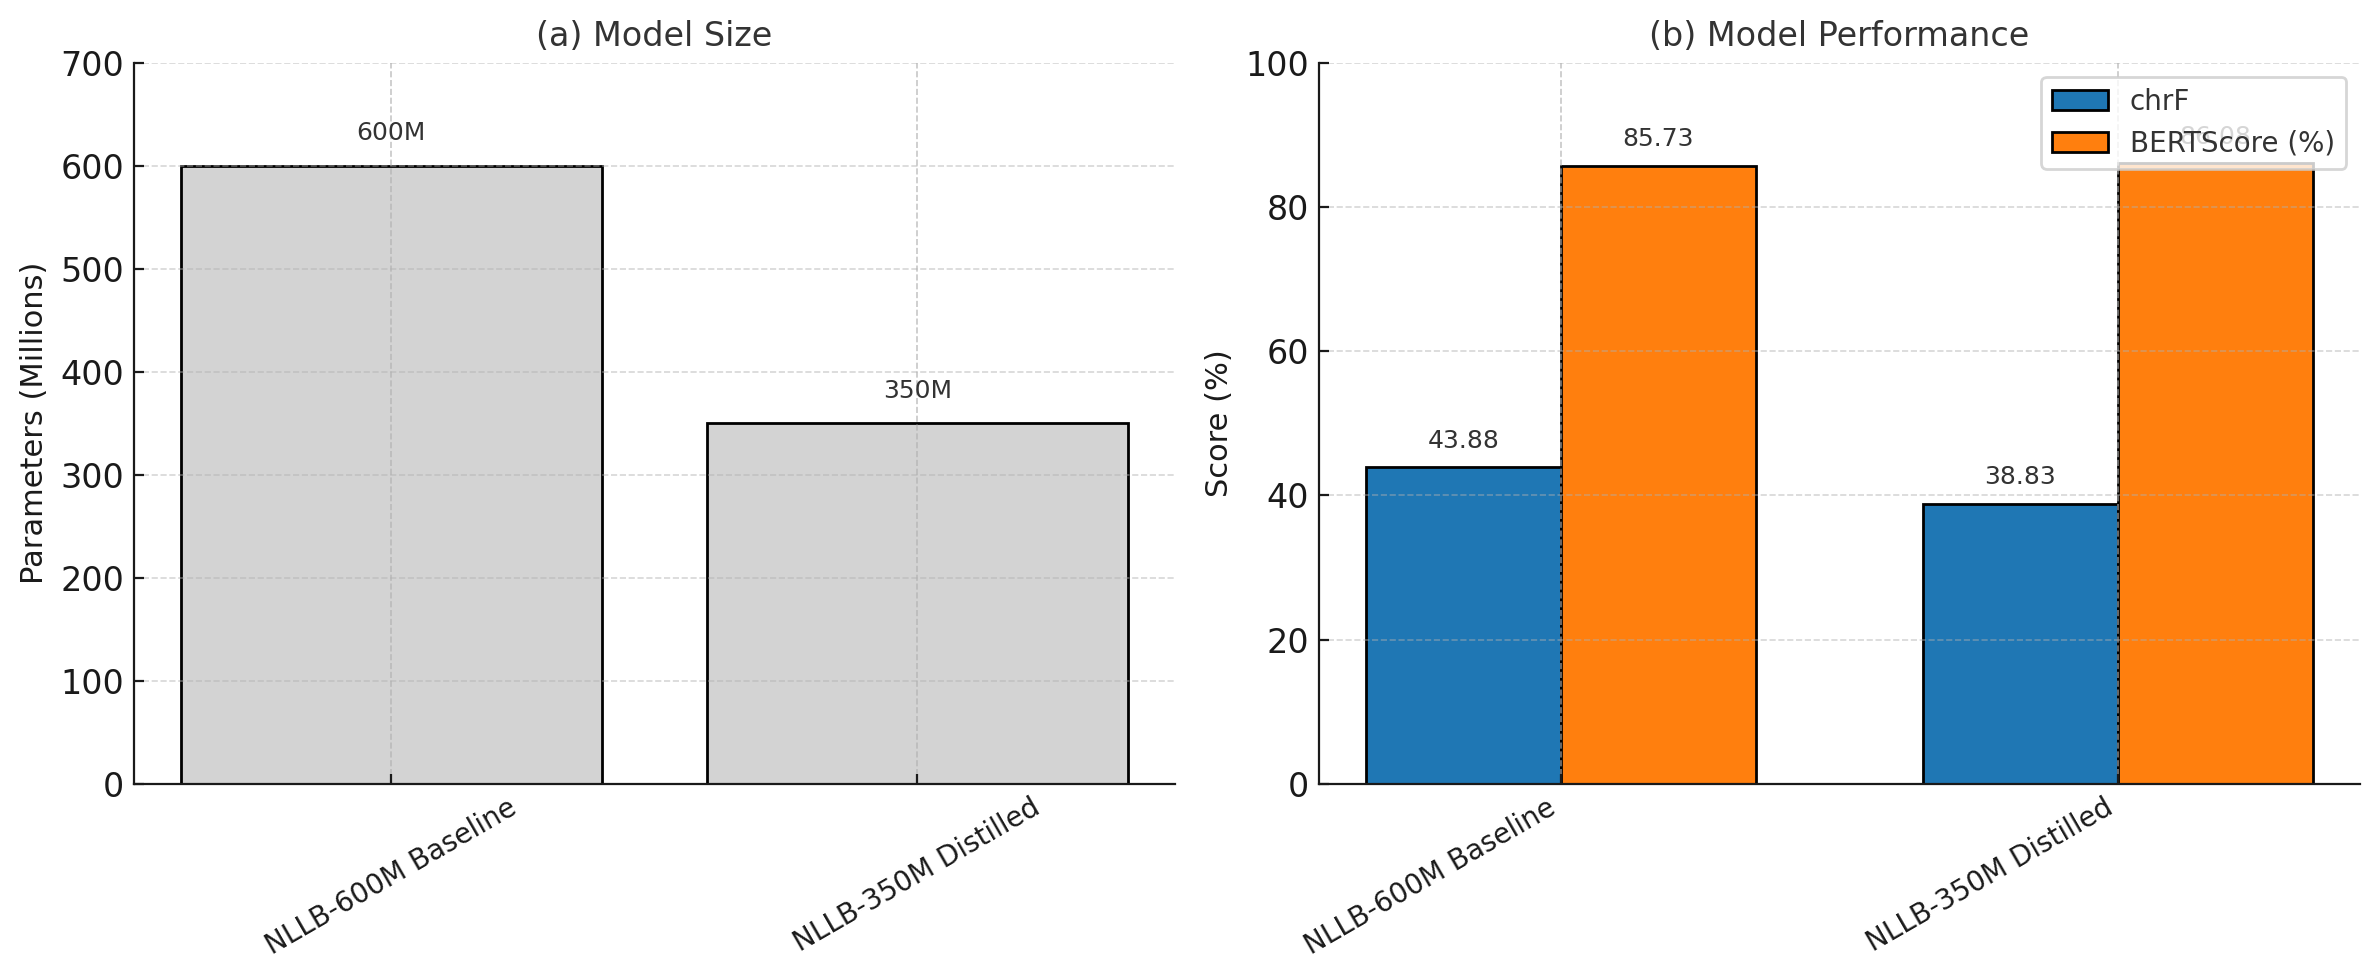 (a) Model Size
700
600
500
400
300
200
100
0
Parameters (Millions)
600M
350M
NLLB-600M Baseline
NLLB-350M Distilled
(b) Model Performance
100
80
60
40
20
0
Score (%)
chrF
BERTScore (%)
43.88
85.73
38.83
86.08
NLLB-600M Baseline
NLLB-350M Distilled